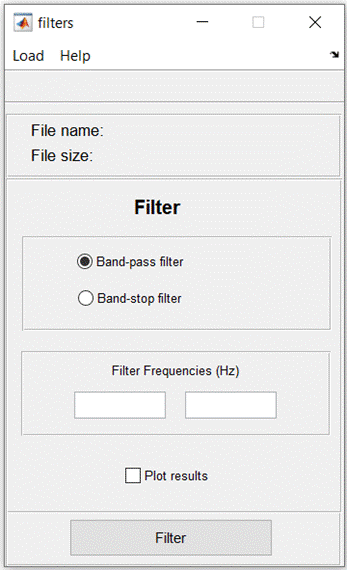 filters
Load Help
File name:
File size:
Filter
Band-pass filter
Band-stop filter
Filter Frequencies (Hz)
Plot results
Filter